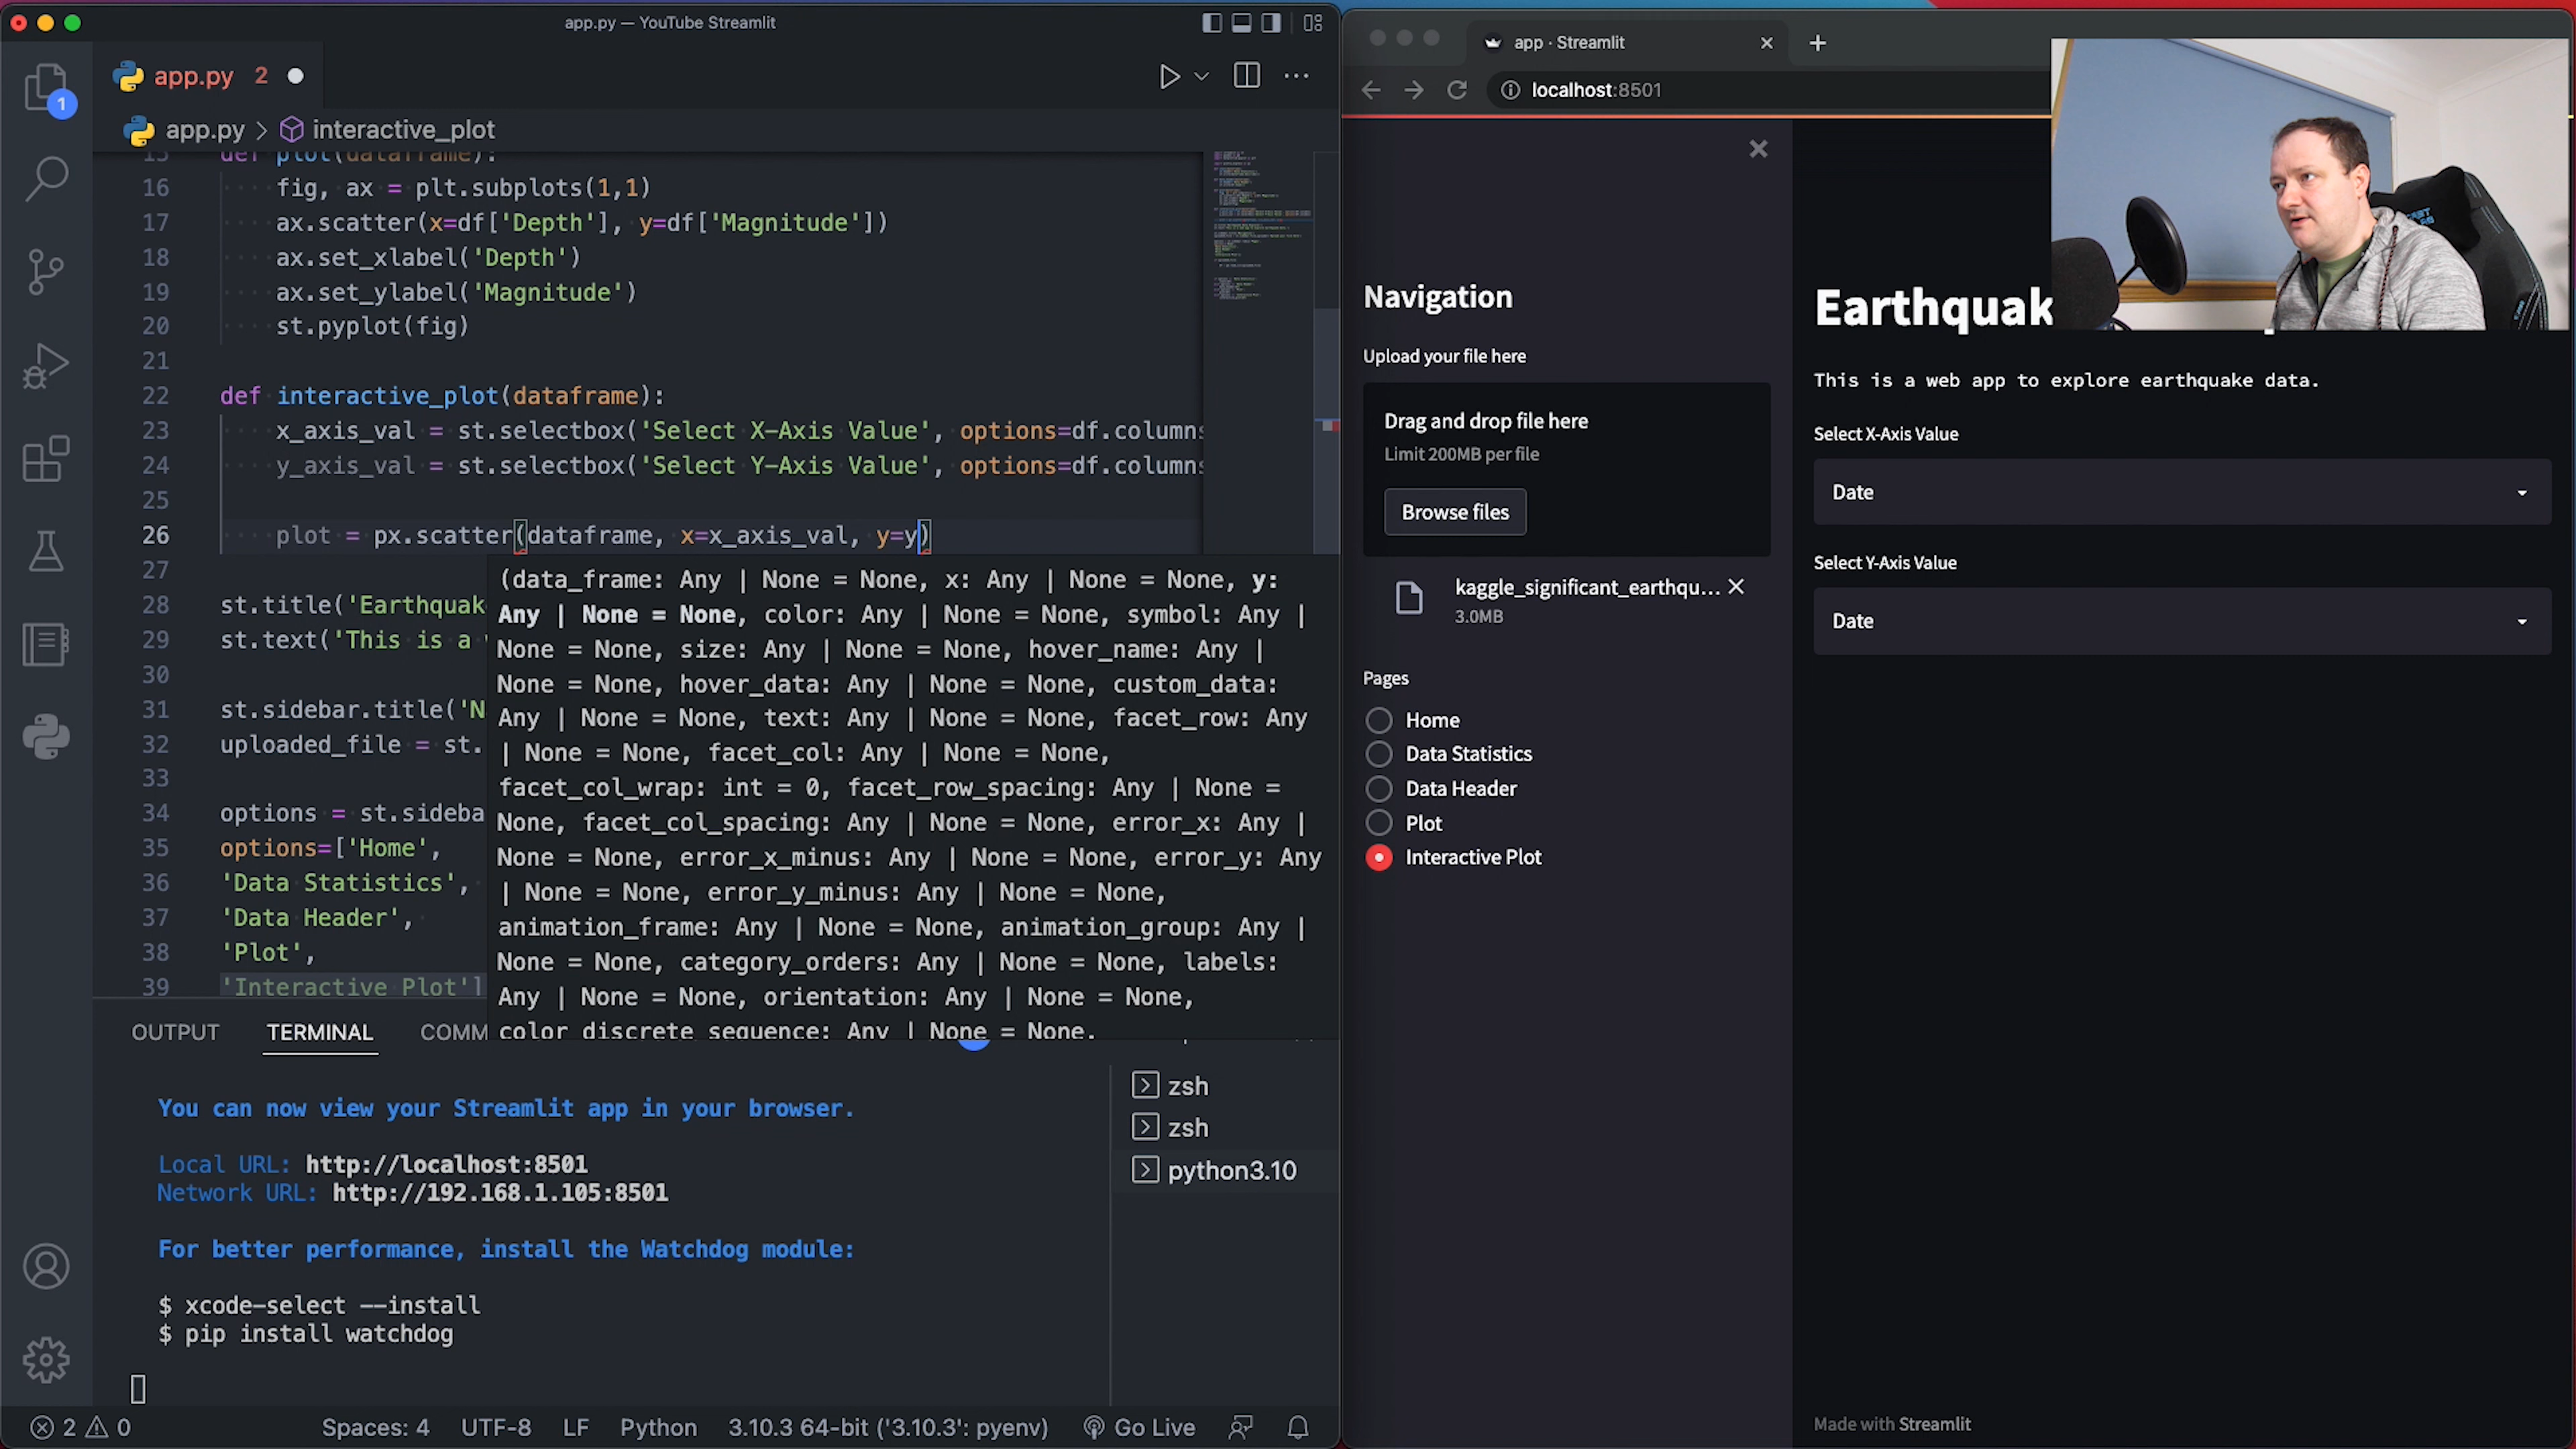 app.py — YouTube Streamlit
app.py 2
1
app.py > interactive_plot
15 def plot(dataframe):
16 fig, ax = plt.subplots(1,1)
17 ax.scatter(x=df['Depth'], y=df['Magnitude'])
18 ax.set_xlabel('Depth')
19 ax.set_ylabel('Magnitude')
20 st.pyplot(fig)
21
22 def interactive_plot(dataframe):
23 x_axis_val = st.selectbox('Select X-Axis Value', options=df.columns
24 y_axis_val = st.selectbox('Select Y-Axis Value', options=df.columns
25
26 plot = px.scatter(dataframe, x=x_axis_val, y=y)
27
28 st.title('Earthquak
29 st.text('This is a
30
31 st.sidebar.title('N
32 uploaded_file = st.
33
34 options = st.sideba
35 options=['Home',
36 'Data Statistics',
37 'Data Header',
38 'Plot',
39 'Interactive Plot']
(data_frame: Any | None = None, x: Any | None = None, y:
Any | None = None, color: Any | None = None, symbol: Any |
None = None, size: Any | None = None, hover_name: Any |
None = None, hover_data: Any | None = None, custom_data:
Any | None = None, text: Any | None = None, facet_row: Any
| None = None, facet_col: Any | None = None,
facet_col_wrap: int = 0, facet_row_spacing: Any | None =
None, facet_col_spacing: Any | None = None, error_x: Any |
None = None, error_x_minus: Any | None = None, error_y: Any
| None = None, error_y_minus: Any | None = None,
animation_frame: Any | None = None, animation_group: Any |
None = None, category_orders: Any | None = None, labels:
Any | None = None, orientation: Any | None = None,
color_discrete_sequence: Any | None = None,
OUTPUT TERMINAL COMM
You can now view your Streamlit app in your browser.
Local URL: http://localhost:8501
Network URL: http://192.168.1.105:8501
For better performance, install the Watchdog module:
$ xcode-select --install
$ pip install watchdog
zsh
zsh
python3.10
2 0 Spaces: 4 UTF-8 LF Python 3.10.3 64-bit ('3.10.3': pyenv) Go Live
app · Streamlit
localhost:8501
Navigation
Upload your file here
Drag and drop file here
Limit 200MB per file
Browse files
kaggle_significant_earthqu...
3.0MB
Pages
Home
Data Statistics
Data Header
Plot
Interactive Plot
Earthquak
This is a web app to explore earthquake data.
Select X-Axis Value
Date
Select Y-Axis Value
Date
Made with Streamlit